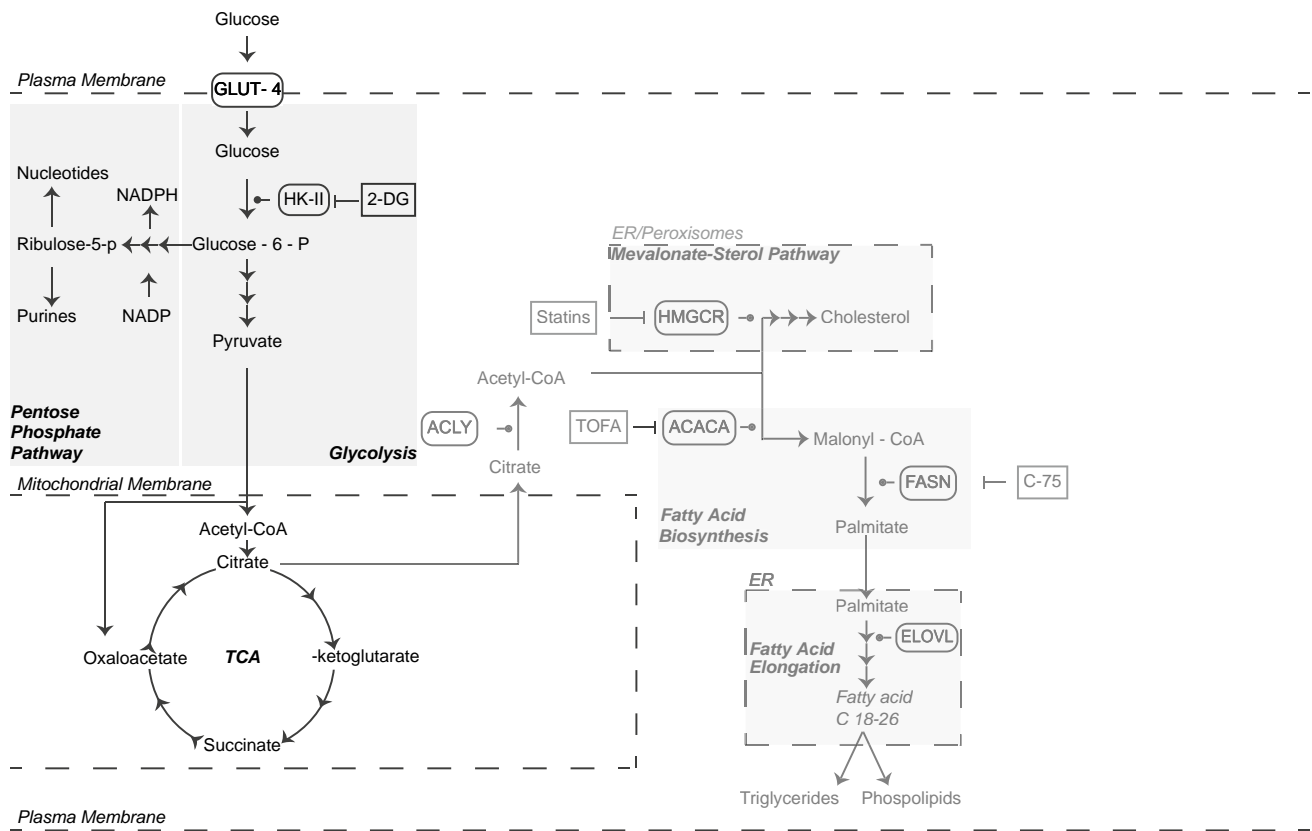 Glucose
Plasma Membrane
GLUT- 4
Glucose
Nucleotides
NADPH
HK-II
2-DG
Ribulose-5-p
Glucose - 6 - P
Purines
NADP
Pyruvate
Pentose
Phosphate
Pathway
Glycolysis
ER/Peroxisomes
Mevalonate-Sterol Pathway
Statins
HMGCR
Cholesterol
Acetyl-CoA
ACLY
Citrate
TOFA
ACACA
Malonyl - CoA
FASN
C-75
Fatty Acid
Biosynthesis
Palmitate
Mitochondrial Membrane
Acetyl-CoA
Citrate
Oxaloacetate
TCA
-ketoglutarate
Succinate
ER
Palmitate
ELOVL
Fatty Acid
Elongation
Fatty acid
C 18-26
Triglycerides
Phospolipids
Plasma Membrane